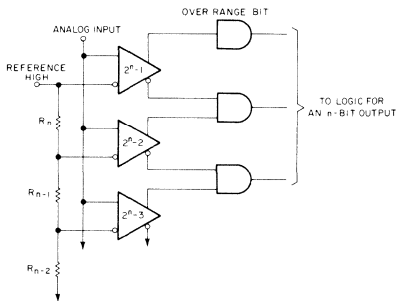 OVER RANGE BIT
ANALOG INPUT
REFERENCE
HIGH
2ⁿ-1
Rₙ
2ⁿ-2
TO LOGIC FOR
AN n-BIT OUTPUT
Rₙ₋₁
2ⁿ-3
Rₙ₋₂